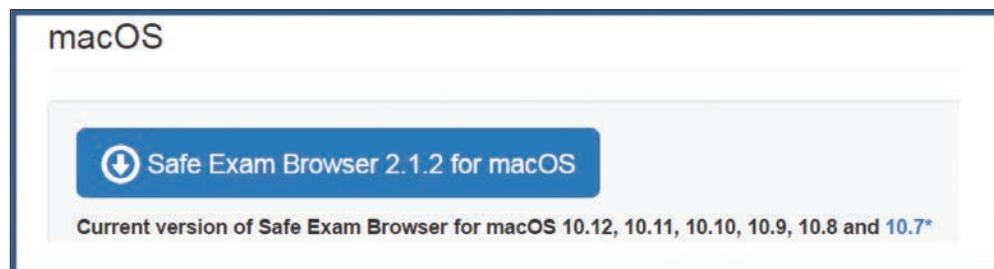 macOS
Safe Exam Browser 2.1.2 for macOS
Current version of Safe Exam Browser for macOS 10.12, 10.11, 10.10, 10.9, 10.8 and 10.7*